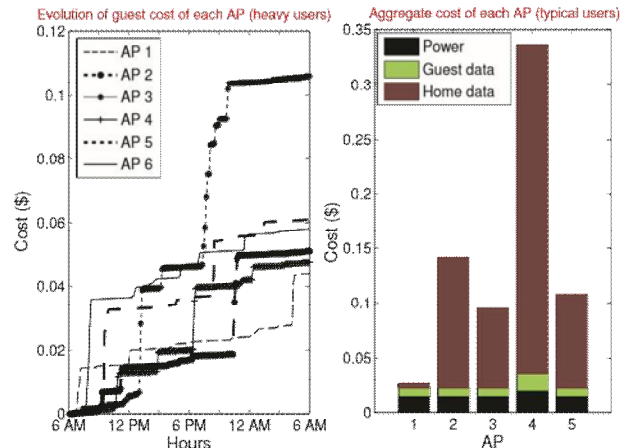 Evolution of guest cost of each AP (heavy users)
0.12
0.1
0.08
0.06
0.04
0.02
0
Cost ($)
AP 1
AP 2
AP 3
AP 4
AP 5
AP 6
6 AM 12 PM 6 PM 12 AM 6 AM
Hours
Aggregate cost of each AP (typical users)
0.35
0.3
0.25
0.2
0.15
0.1
0.05
0
Cost ($)
Power
Guest data
Home data
1 2 3 4 5
AP